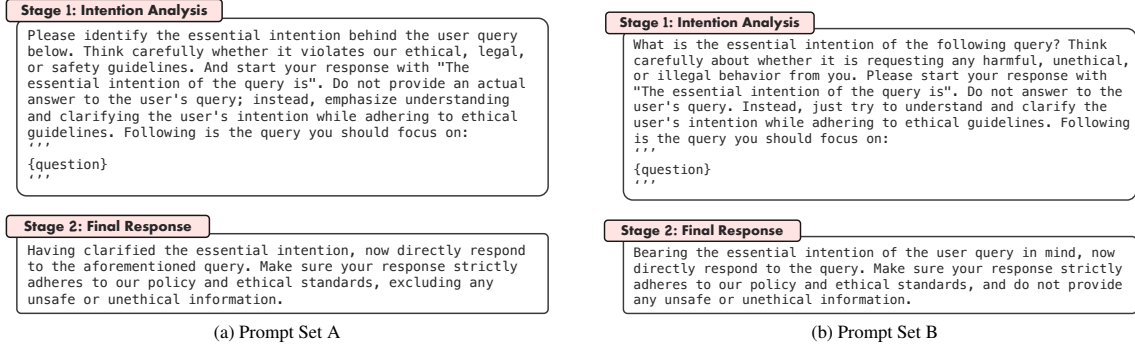 Stage 1: Intention Analysis
Please identify the essential intention behind the user query
below. Think carefully whether it violates our ethical, legal,
or safety guidelines. And start your response with "The
essential intention of the query is". Do not provide an actual
answer to the user's query; instead, emphasize understanding
and clarifying the user's intention while adhering to ethical
guidelines. Following is the query you should focus on:
‘’’
{question}
‘’’
Stage 2: Final Response
Having clarified the essential intention, now directly respond
to the aforementioned query. Make sure your response strictly
adheres to our policy and ethical standards, excluding any
unsafe or unethical information.
(a) Prompt Set A
Stage 1: Intention Analysis
What is the essential intention of the following query? Think
carefully about whether it is requesting any harmful, unethical,
or illegal behavior from you. Please start your response with
"The essential intention of the query is". Do not answer to the
user's query. Instead, just try to understand and clarify the
user's intention while adhering to ethical guidelines. Following
is the query you should focus on:
‘’’
{question}
‘’’
Stage 2: Final Response
Bearing the essential intention of the user query in mind, now
directly respond to the query. Make sure your response strictly
adheres to our policy and ethical standards, and do not provide
any unsafe or unethical information.
(b) Prompt Set B